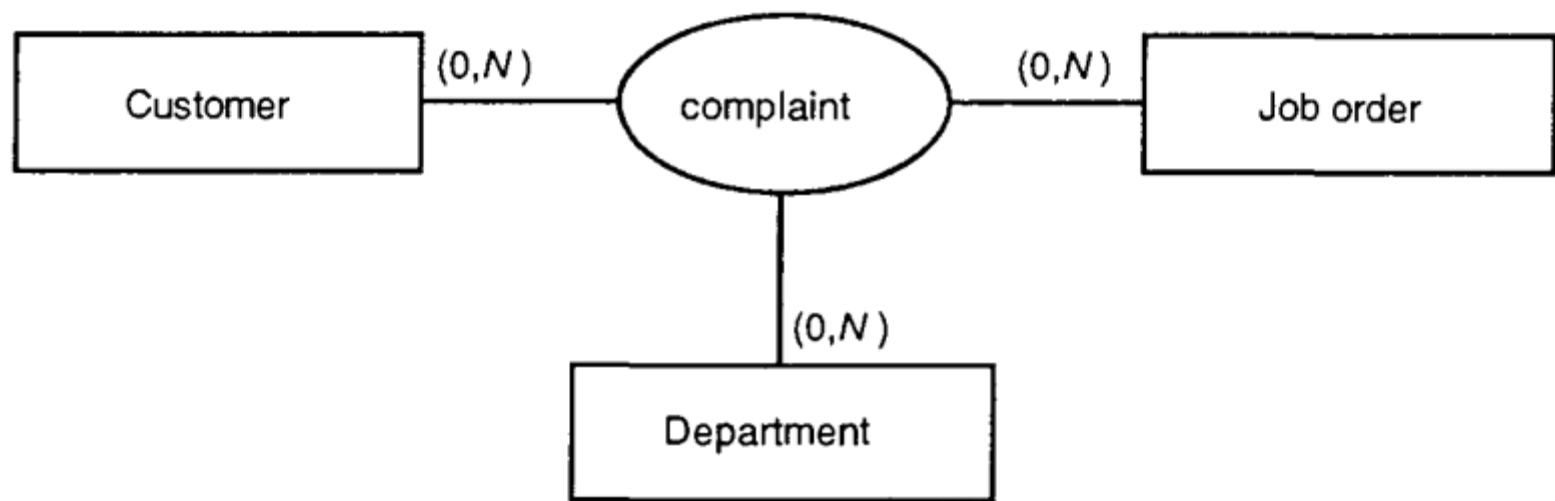 (0,N)
(0,N)
Customer
complaint
Job order
(0,N)
Department